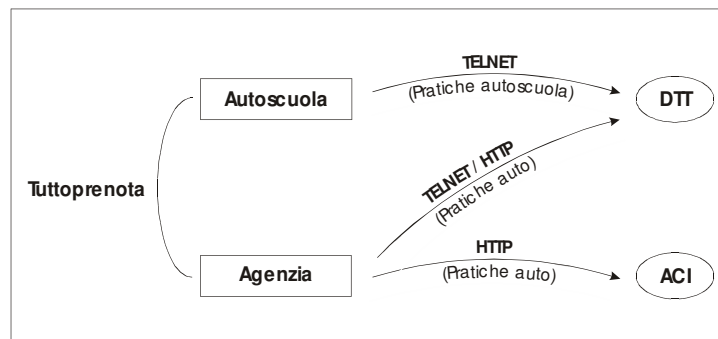 TELNET
(Pratiche autoscuola)
Autoscuola
DTT
TELNET / HTTP
(Pratiche auto)
Tuttoprenota
HTTP
(Pratiche auto)
Agenzia
ACI